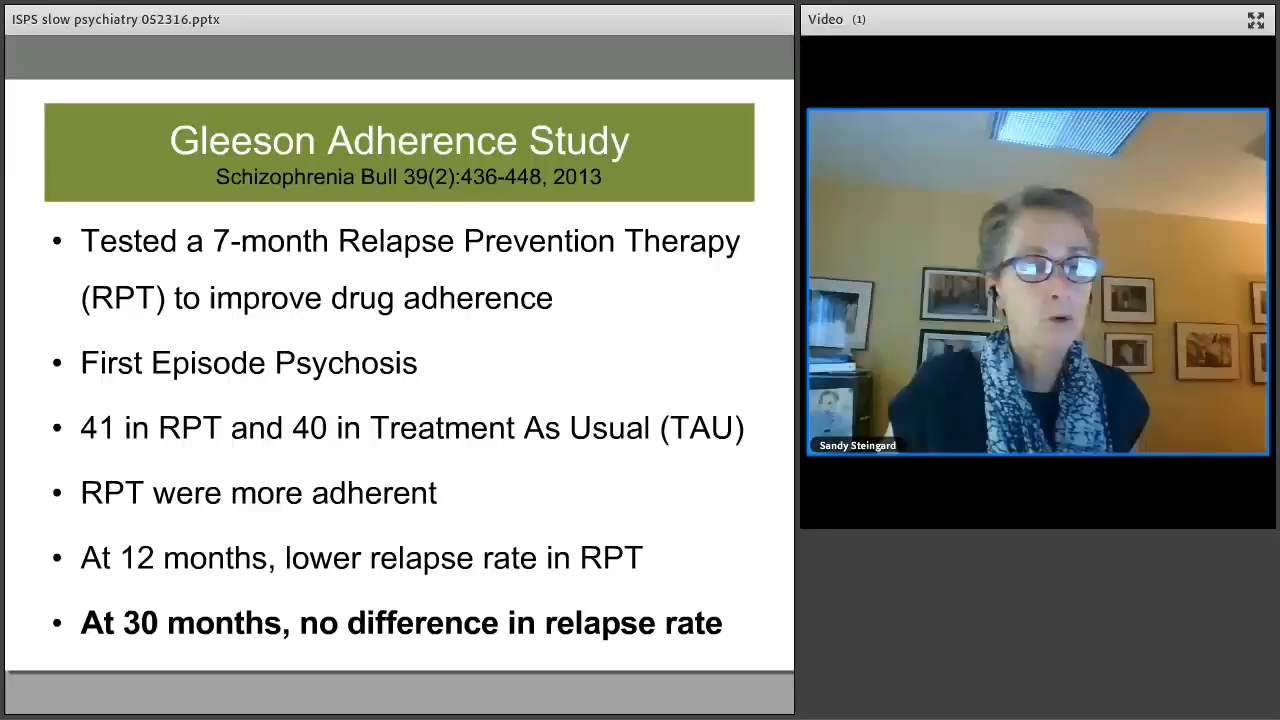 ISPS slow psychiatry 052316.pptx
Video (1)
Gleeson Adherence Study
Schizophrenia Bull 39(2):436-448, 2013
• Tested a 7-month Relapse Prevention Therapy
(RPT) to improve drug adherence
• First Episode Psychosis
• 41 in RPT and 40 in Treatment As Usual (TAU)
• RPT were more adherent
• At 12 months, lower relapse rate in RPT
• At 30 months, no difference in relapse rate
Sandy Steingard